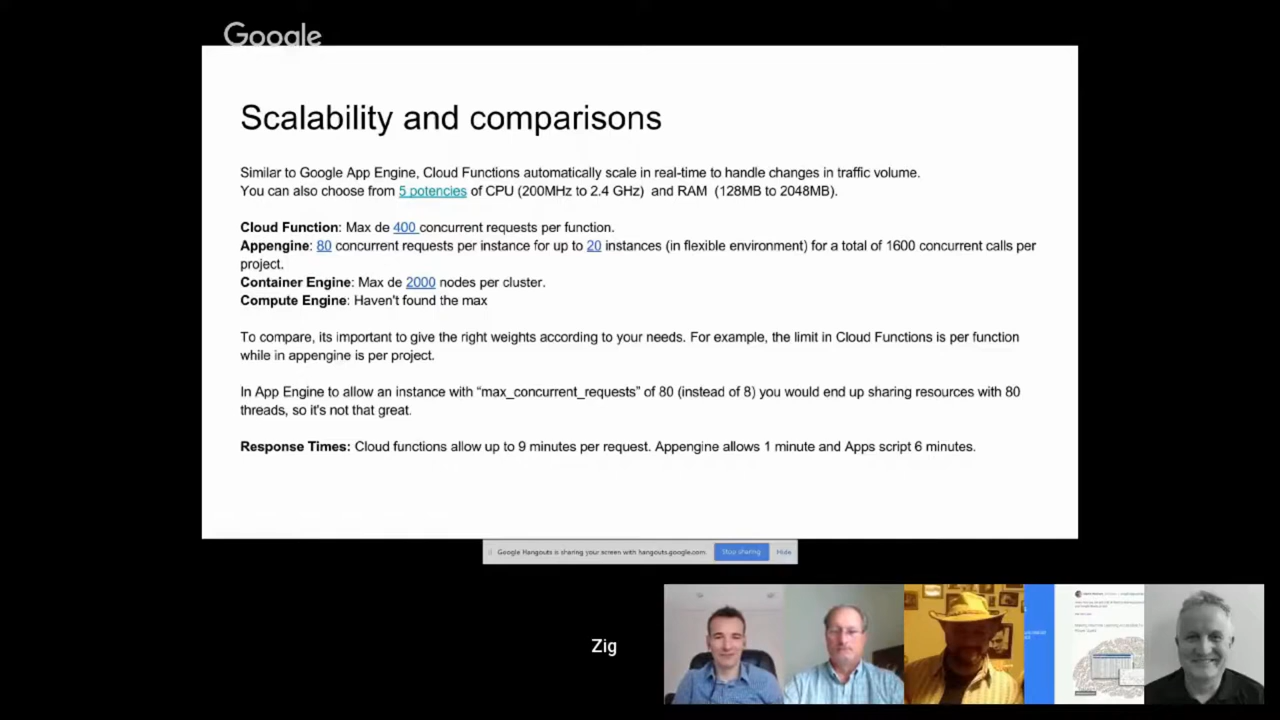 Google
Scalability and comparisons
Similar to Google App Engine, Cloud Functions automatically scale in real-time to handle changes in traffic volume.
You can also choose from 5 potencies of CPU (200MHz to 2.4 GHz) and RAM (128MB to 2048MB).
Cloud Function: Max de 400 concurrent requests per function.
Appengine: 80 concurrent requests per instance for up to 20 instances (in flexible environment) for a total of 1600 concurrent calls per
project.
Container Engine: Max de 2000 nodes per cluster.
Compute Engine: Haven't found the max
To compare, its important to give the right weights according to your needs. For example, the limit in Cloud Functions is per function
while in appengine is per project.
In App Engine to allow an instance with “max_concurrent_requests” of 80 (instead of 8) you would end up sharing resources with 80
threads, so it's not that great.
Response Times: Cloud functions allow up to 9 minutes per request. Appengine allows 1 minute and Apps script 6 minutes.
Google Hangouts is sharing your screen with hangouts.google.com.
Stop sharing
Hide
Zig